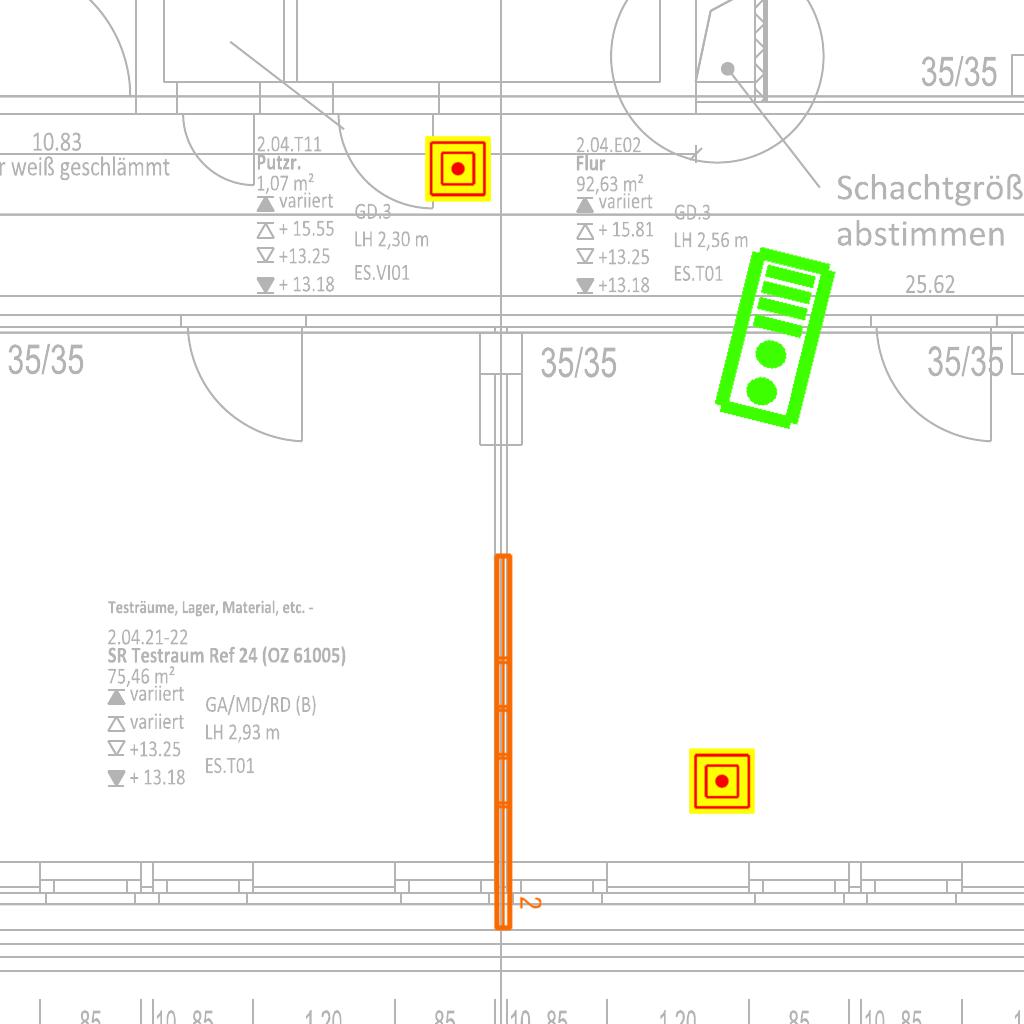 35/35
10.83
r weiß geschlämmt
2.04.T11
Putzr.
1,07 m²
variiert
+ 15.55
+13.25
+ 13.18
GD.3
LH 2,30 m
ES.VI01
2.04.E02
Flur
92,63 m²
variiert
+ 15.81
+13.25
+13.18
GD.3
LH 2,56 m
ES.T01
Schachtgröß
abstimmen
25.62
35/35
35/35
35/35
Testräume, Lager, Material, etc. -
2.04.21-22
SR Testraum Ref 24 (OZ 61005)
75,46 m²
variiert
variiert
+13.25
+ 13.18
GA/MD/RD (B)
LH 2,93 m
ES.T01
2
85 10 85 1.20 85 10 85 1.20 85 10 85